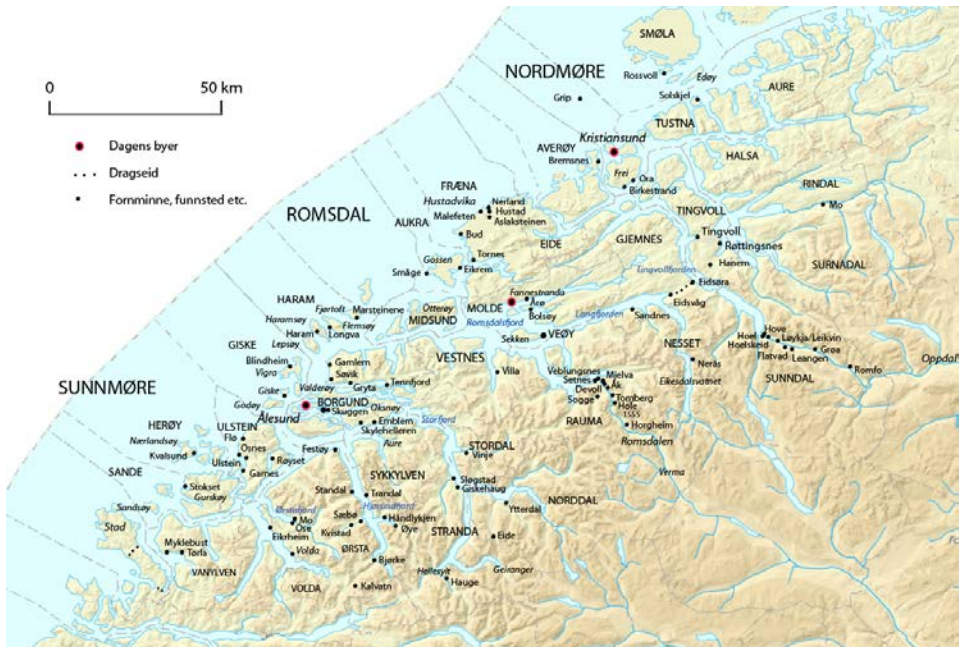 SMØLA
NORDMØRE
Rossvoll
Edøy
AURE
Grip
Solskjel
TUSTNA
0 50 km
Dagens byer
Dragseid
Fornminne, funnsted etc.
Kristiansund
AVERØY
Bremsnes
HALSA
Frei
Ora
Birkestrand
RINDAL
Mo
FRÆNA
Hustadvika
Nerland
Malefeten
Hustad
Aslaksteinen
ROMSDAL
AUKRA
Bud
EIDE
GJEMNES
TINGVOLL
Tingvoll
Røttingsnes
Hanem
SURNADAL
Gossen
Tornes
Småge
Eikrem
Tingvollfjorden
Eidsøra
Eidsvåg
Fannestranda
MOLDE
Årø
Bolsøy
Langfjorden
Sandnes
HARAM
Fjørtoft
Marsteinene
Otterøy
Haramsøy
Flemsøy
MIDSUND
Romsdalsfjord
Haram
Longva
Lepsøy
Sekken
VEØY
NESSET
Hoel
Hove
Løykja/Leikvin
Hoelskeid
Flatvad
Leangen
Grøa
Oppdal
Romfo
SUNNDAL
GISKE
Blindheim
Vigra
Gamlem
Søvik
VESTNES
Villa
Veblungsnes
Setnes
Mielva
Åk
Devoll
Tomberg
Sogge
Hole
1555
Horgheim
Nerås
Eikesdalsvatnet
SUNNMØRE
Giske
Valderøy
Gryta
Tennfjord
Godøy
Ålesund
BORGUND
Skuggen
Oksnøy
Emblem
Skylehelleren
Storfjord
RAUMA
Romsdalen
Verma
HERØY
Nærlandsøy
Kvalsund
ULSTEIN
Flø
Osnes
Ulstein
Garnes
Røyset
Festøy
Aure
STORDAL
Vinje
SANDE
Stokset
Gurskøy
SYKKYLVEN
Standal
Trandal
Sløgstad
Giskehaug
NORDDAL
Ytterdal
Sandsøy
Stad
Ørstafjord
Mo
Ose
Eikrheim
Sæbø
Kvistad
Hjørundfjord
Håndlykjen
Øye
STRANDA
Eide
Myklebust
Tørla
VANYLVEN
Volda
ØRSTA
Bjørke
VOLDA
Kalvatn
Hellesylt
Hauge
Geiranger